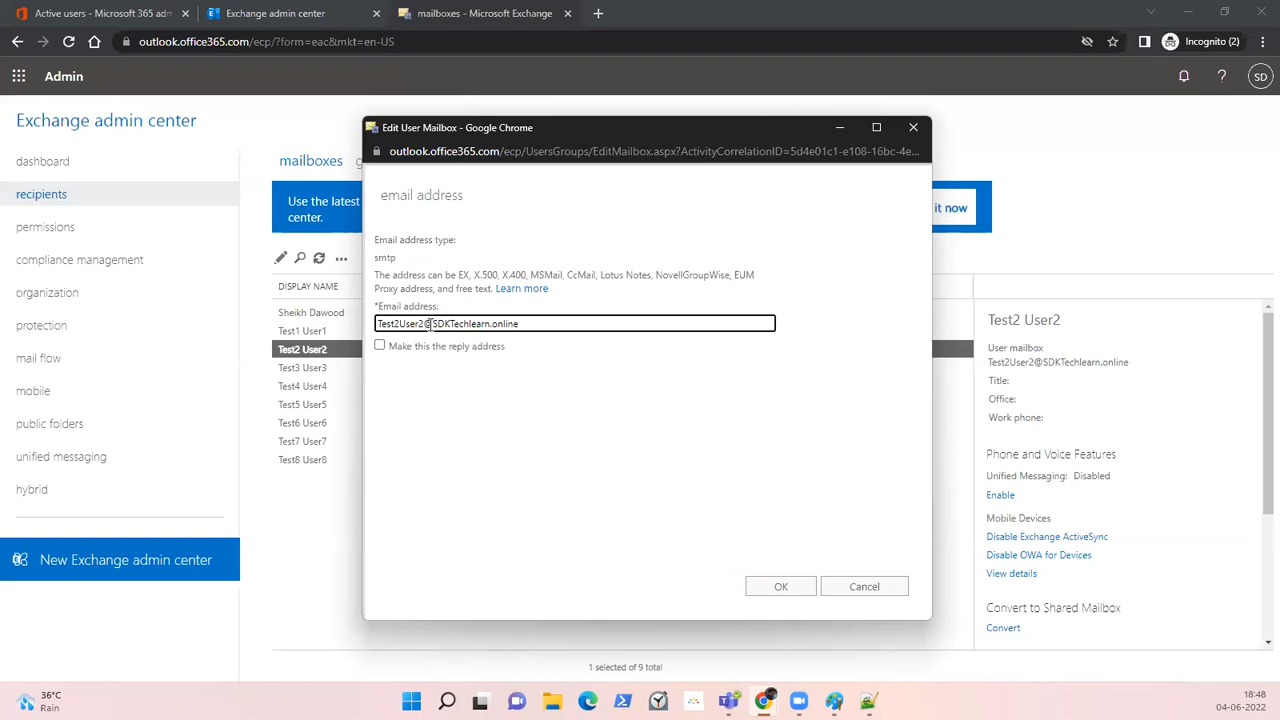 Active users - Microsoft 365 adm
Exchange admin center
mailboxes - Microsoft Exchange
outlook.office365.com/ecp/?form=eac&mkt=en-US
Incognito (2)
Admin
SD
Exchange admin center
dashboard
recipients
permissions
compliance management
organization
protection
mail flow
mobile
public folders
unified messaging
hybrid
New Exchange admin center
mailboxes g
Use the latest
center.
it now
DISPLAY NAME
Sheikh Dawood
Test1 User1
Test2 User2
Test3 User3
Test4 User4
Test5 User5
Test6 User6
Test7 User7
Test8 User8
1 selected of 9 total
Edit User Mailbox - Google Chrome
outlook.office365.com/ecp/UsersGroups/EditMailbox.aspx?ActivityCorrelationID=5d4e01c1-e108-16bc-4e...
email address
Email address type:
smtp
The address can be EX, X.500, X.400, MSMail, CcMail, Lotus Notes, NovellGroupWise, EUM
Proxy address, and free text. Learn more
*Email address:
Test2User2@SDKTechlearn.online
Make this the reply address
OK
Cancel
Test2 User2
User mailbox
Test2User2@SDKTechlearn.online
Title:
Office:
Work phone:
Phone and Voice Features
Unified Messaging: Disabled
Enable
Mobile Devices
Disable Exchange ActiveSync
Disable OWA for Devices
View details
Convert to Shared Mailbox
Convert
36°C
Rain
18:48
04-06-2022